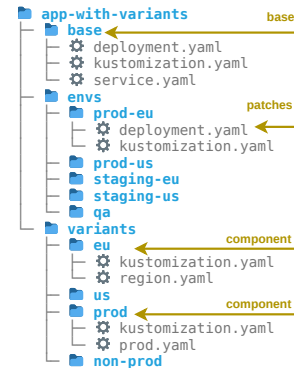 app-with-variants
base
base
deployment.yaml
kustomization.yaml
service.yaml
envs
prod-eu
patches
deployment.yaml
kustomization.yaml
prod-us
staging-eu
staging-us
qa
variants
eu
component
kustomization.yaml
region.yaml
us
prod
component
kustomization.yaml
prod.yaml
non-prod